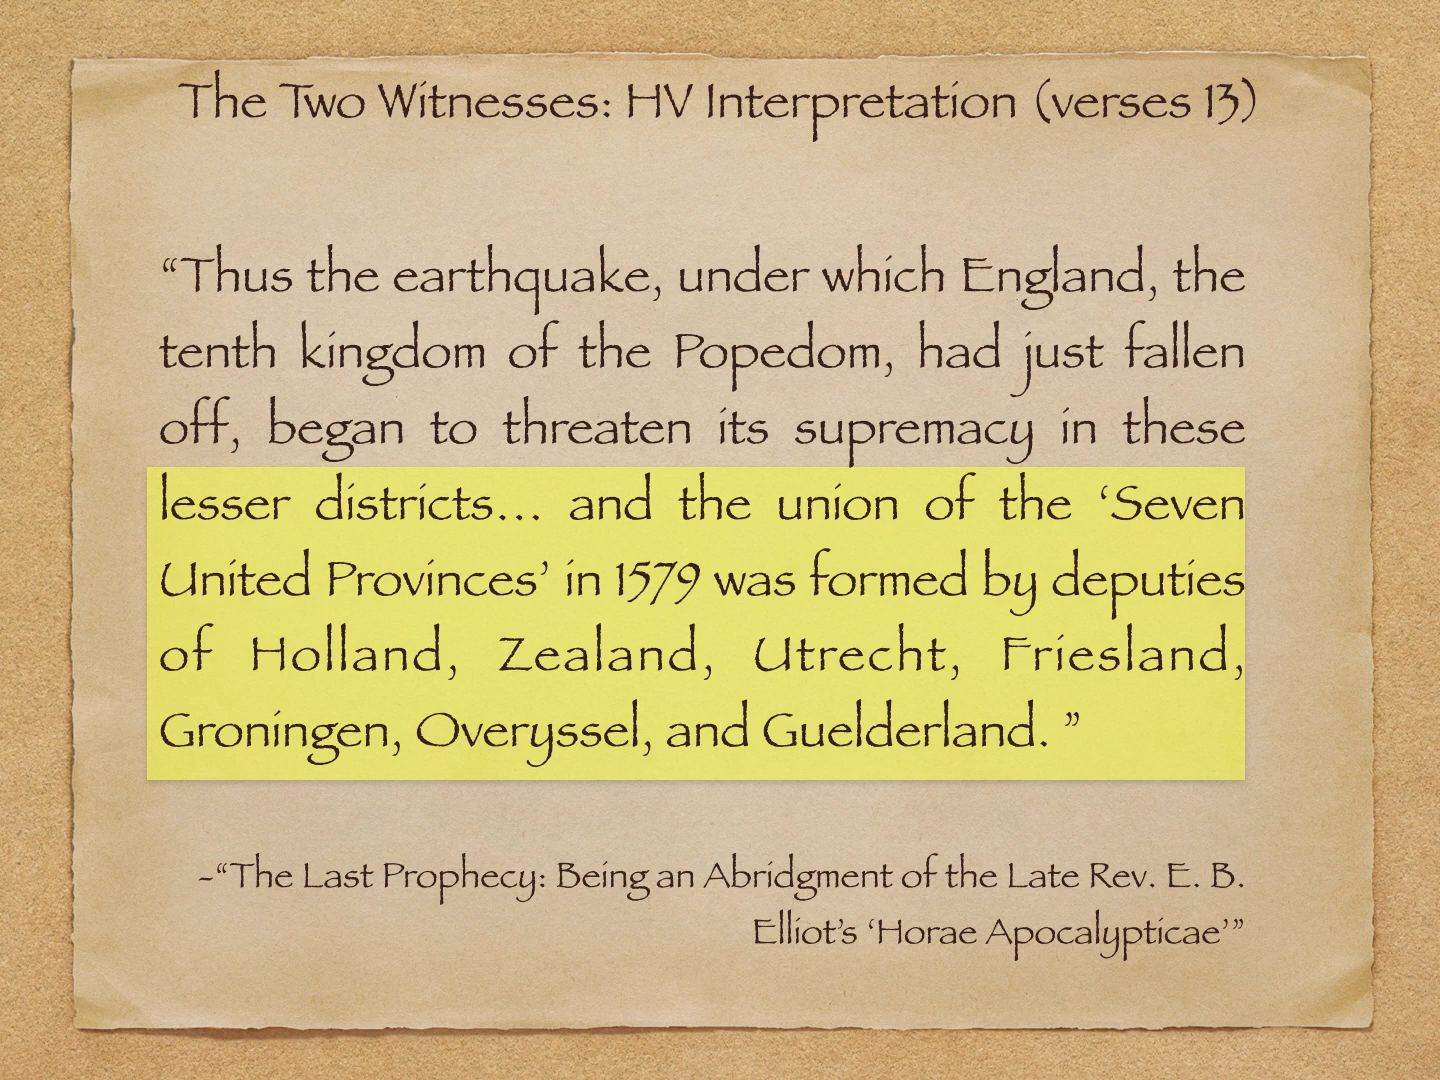 The Two Witnesses: HV Interpretation (verses 13)
“Thus the earthquake, under which England, the
tenth kingdom of the Popedom, had just fallen
off, began to threaten its supremacy in these
lesser districts… and the union of the ‘Seven
United Provinces’ in 1579 was formed by deputies
of Holland, Zealand, Utrecht, Friesland,
Groningen, Overyssel, and Guelderland. ”
-“The Last Prophecy: Being an Abridgment of the Late Rev. E. B.
Elliot’s ‘Horae Apocalypticae’”